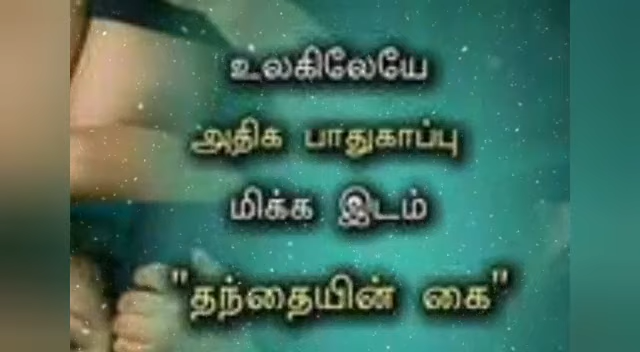 உலகிலேயே
அதிக பாதுகாப்பு
மிக்க இடம்
"தந்தையின் கை"